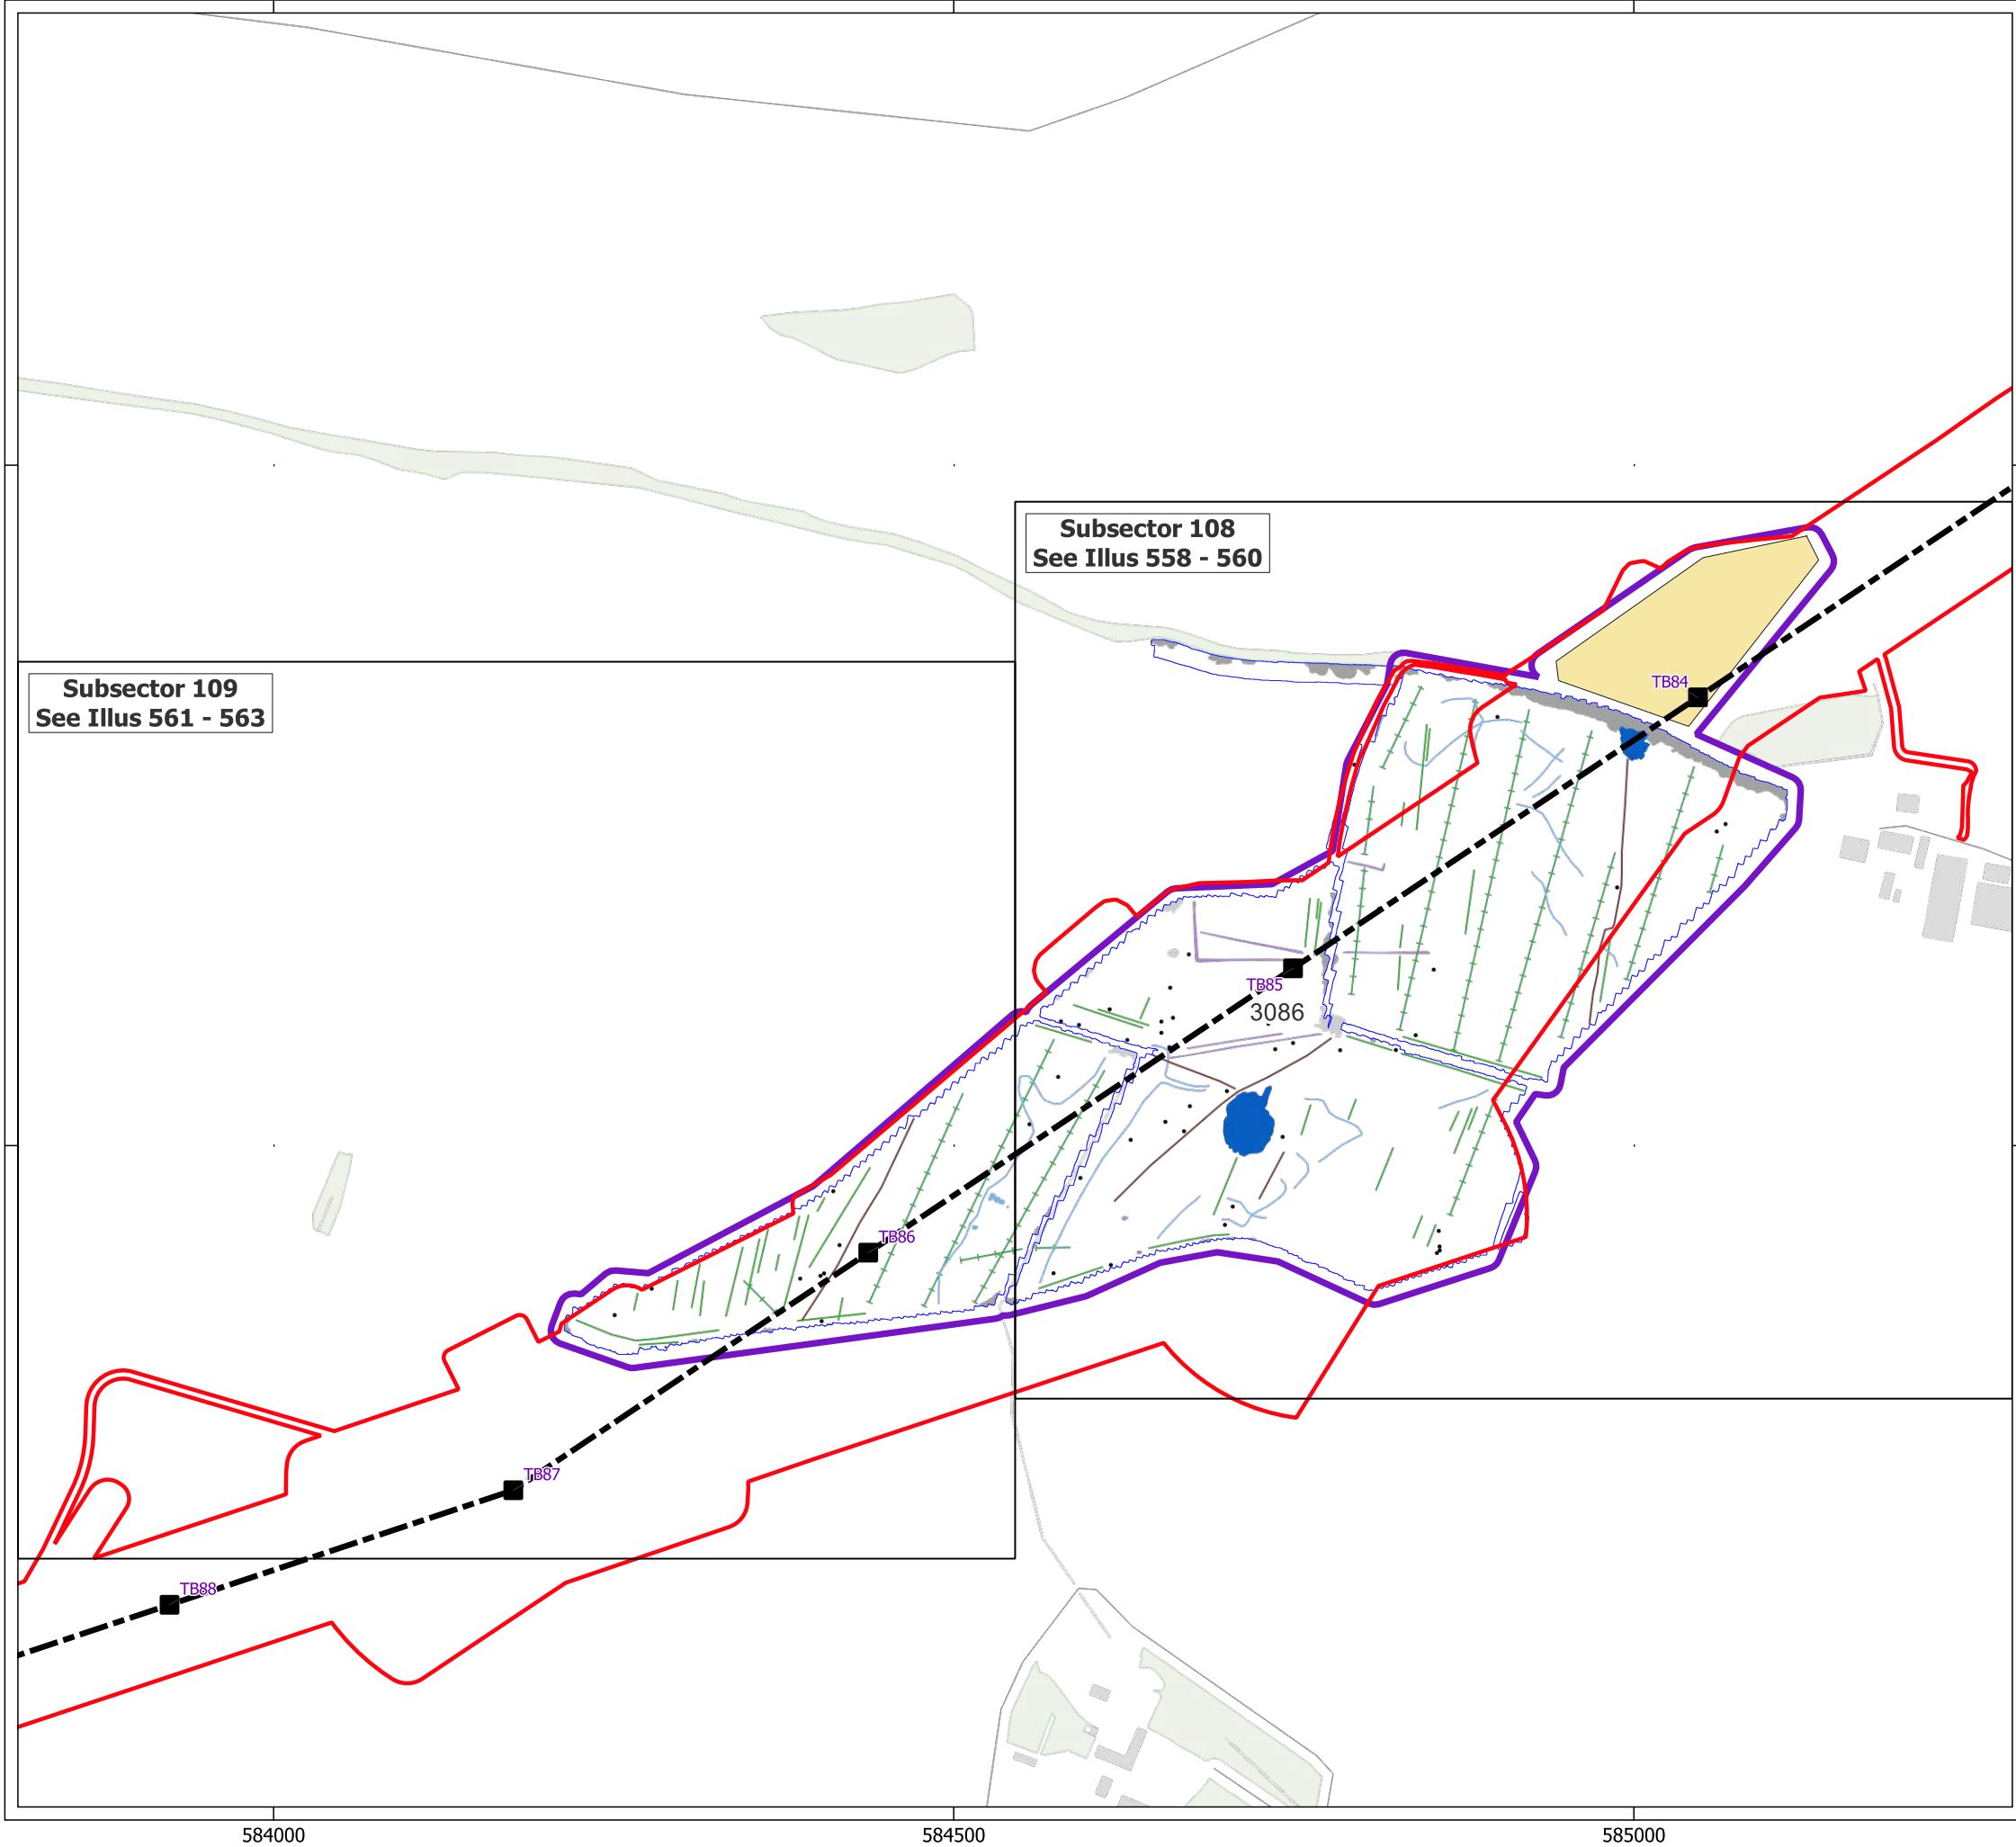 Subsector 108
See Illus 558 - 560
Subsector 109
See Illus 561 - 563
TB84
TB85
3086
TB86
TB87
TB88
584000
584500
585000